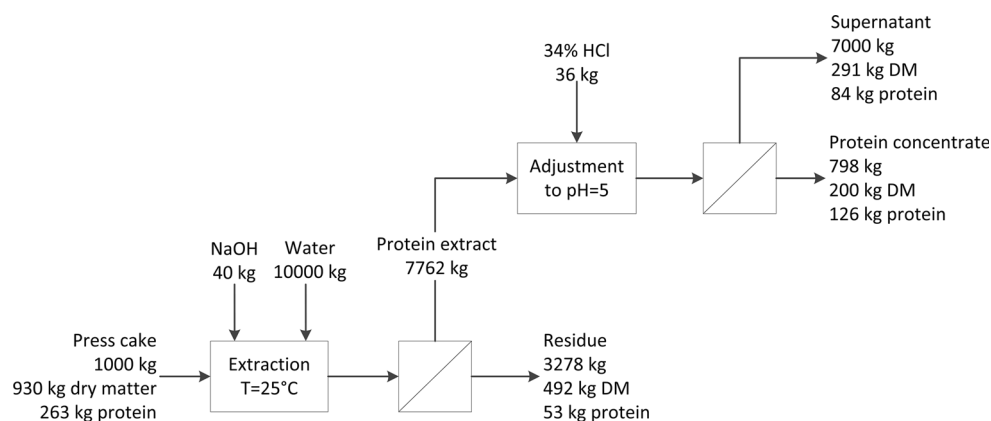 Supernatant
7000 kg
291 kg DM
84 kg protein
34% HCl
36 kg
Adjustment
to pH=5
Protein concentrate
798 kg
200 kg DM
126 kg protein
NaOH
40 kg
Water
10000 kg
Protein extract
7762 kg
Press cake
1000 kg
930 kg dry matter
263 kg protein
Extraction
T=25°C
Residue
3278 kg
492 kg DM
53 kg protein